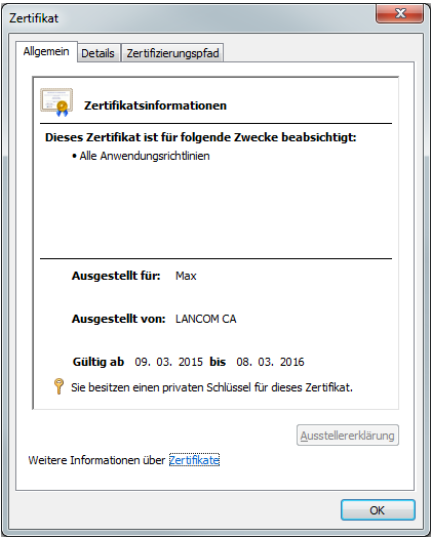 Zertifikat
Allgemein Details Zertifizierungspfad
Zertifikatsinformationen
Dieses Zertifikat ist für folgende Zwecke beabsichtigt:
• Alle Anwendungsrichtlinien
Ausgestellt für: Max
Ausgestellt von: LANCOM CA
Gültig ab 09. 03. 2015 bis 08. 03. 2016
Sie besitzen einen privaten Schlüssel für dieses Zertifikat.
Ausstellererklärung
Weitere Informationen über Zertifikate
OK